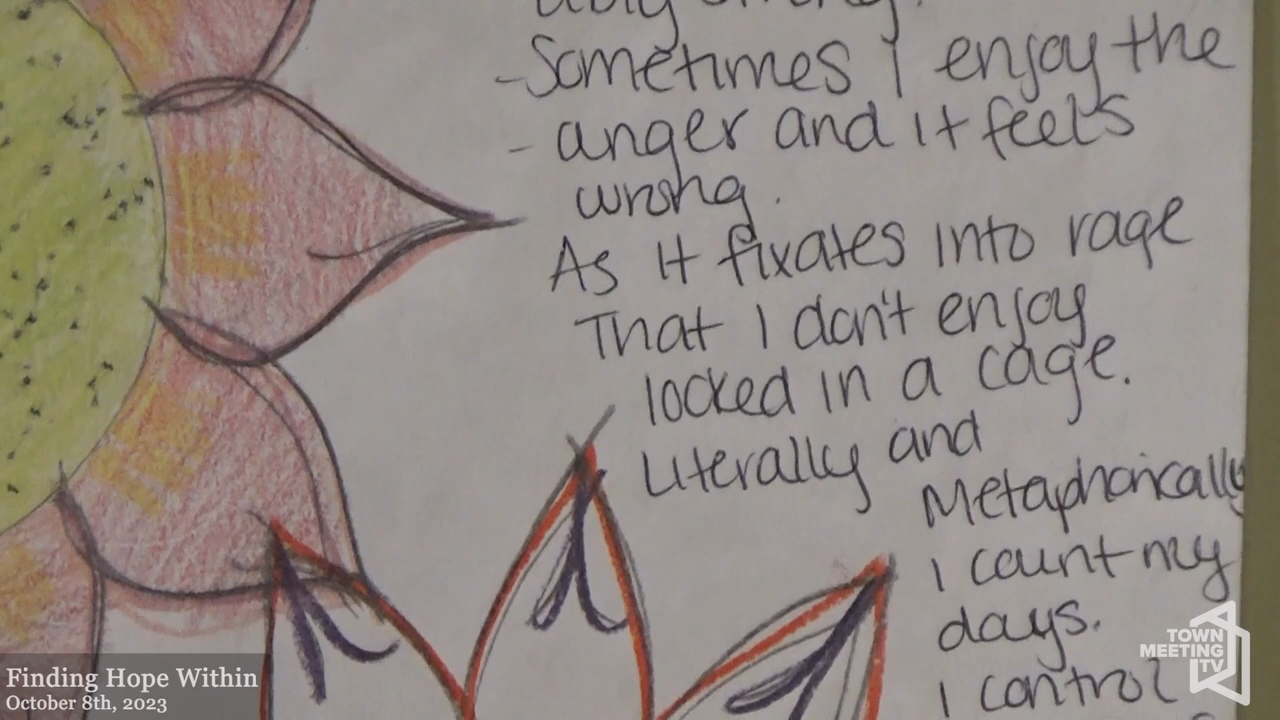 -Sometimes I enjoy the
- anger and it feels
wrong.
As it fixates into rage
That I don't enjoy
locked in a cage.
Literally and
Metaphorically
I count my
days.
I control
Finding Hope Within
October 8th, 2023
TOWN
MEETING
TV